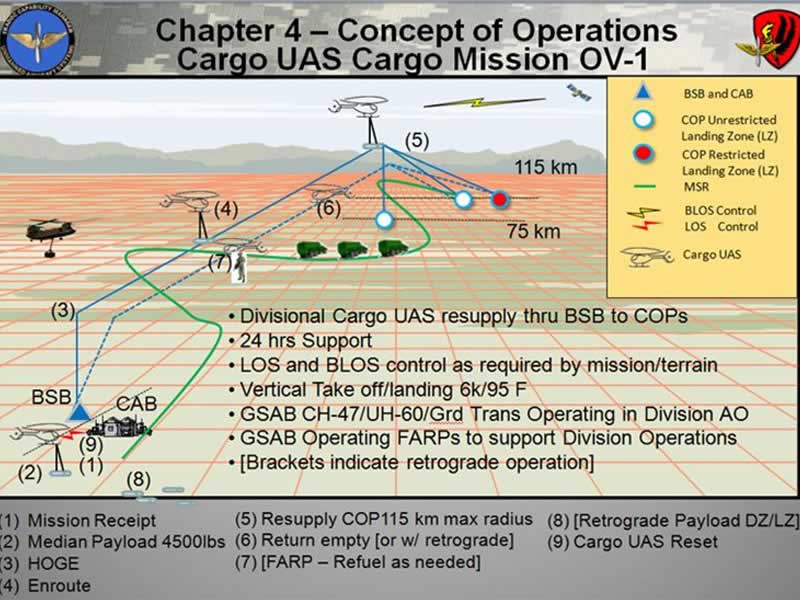 Chapter 4 – Concept of Operations
Cargo UAS Cargo Mission OV-1
BSB and CAB
COP Unrestricted
Landing Zone (LZ)
COP Restricted
Landing Zone (LZ)
MSR
BLOS Control
LOS Control
Cargo UAS
(5)
115 km
(4)
(6)
75 km
(7)
(3)
• Divisional Cargo UAS resupply thru BSB to COPs
• 24 hrs Support
• LOS and BLOS control as required by mission/terrain
• Vertical Take off/landing 6k/95 F
• GSAB CH-47/UH-60/Grd Trans Operating in Division AO
• GSAB Operating FARPs to support Division Operations
• [Brackets indicate retrograde operation]
BSB
CAB
(9)
(1)
(2)
(8)
(1) Mission Receipt
(2) Median Payload 4500lbs
(3) HOGE
(4) Enroute
(5) Resupply COP115 km max radius
(6) Return empty [or w/ retrograde]
(7) [FARP – Refuel as needed]
(8) [Retrograde Payload DZ/LZ]
(9) Cargo UAS Reset